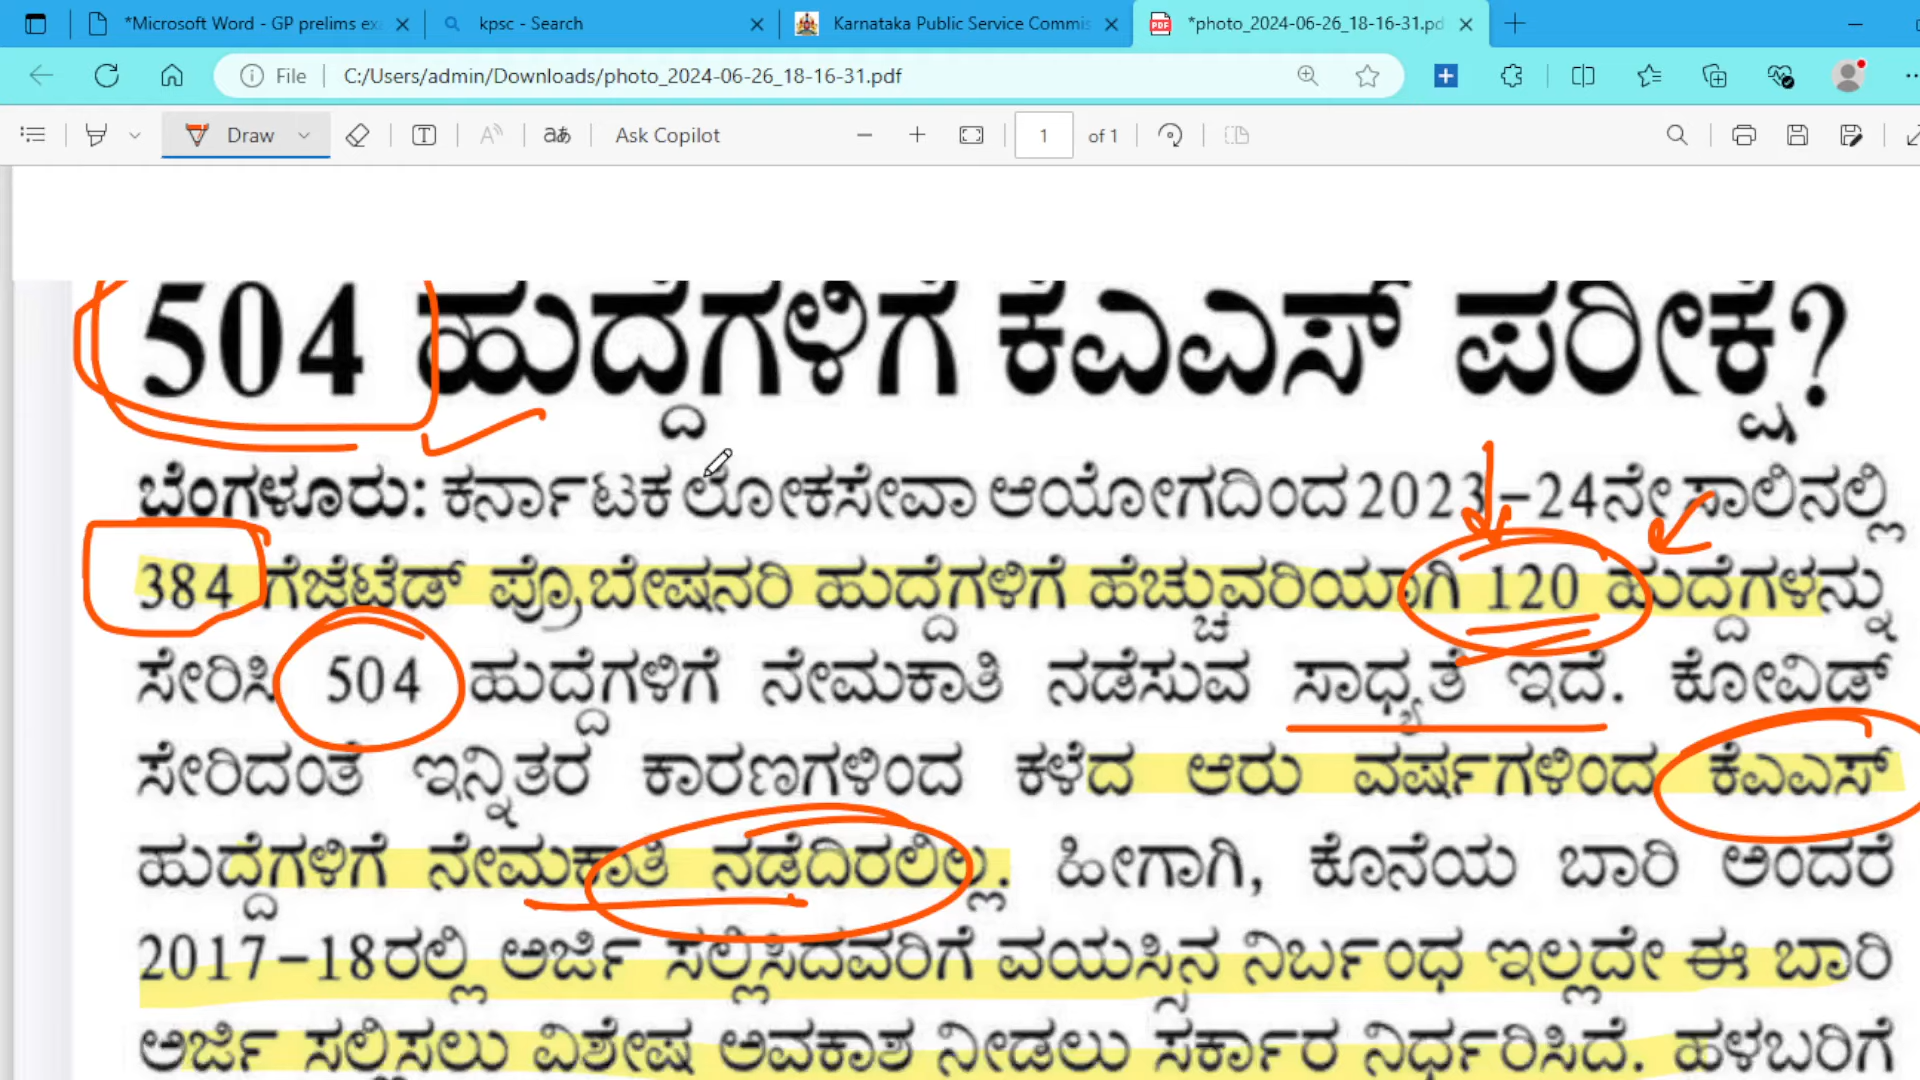 *Microsoft Word - GP prelims ex
kpsc - Search
Karnataka Public Service Commis
*photo_2024-06-26_18-16-31.pd
File
C:/Users/admin/Downloads/photo_2024-06-26_18-16-31.pdf
Draw
Ask Copilot
1 of 1
504 ಹುದ್ದೆಗಳಿಗೆ ಕೆಎಎಸ್ ಪರೀಕ್ಷೆ?
ಬೆಂಗಳೂರು: ಕರ್ನಾಟಕ ಲೋಕಸೇವಾ ಆಯೋಗದಿಂದ 2023-24ನೇ ಸಾಲಿನಲ್ಲಿ
384 ಗೆಜೆಟೆಡ್ ಪ್ರೊಬೇಷನರಿ ಹುದ್ದೆಗಳಿಗೆ ಹೆಚ್ಚುವರಿಯಾಗಿ 120 ಹುದ್ದೆಗಳನ್ನು
ಸೇರಿಸಿ 504 ಹುದ್ದೆಗಳಿಗೆ ನೇಮಕಾತಿ ನಡೆಸುವ ಸಾಧ್ಯತೆ ಇದೆ. ಕೋವಿಡ್
ಸೇರಿದಂತೆ ಇನ್ನಿತರ ಕಾರಣಗಳಿಂದ ಕಳೆದ ಆರು ವರ್ಷಗಳಿಂದ ಕೆಎಎಸ್
ಹುದ್ದೆಗಳಿಗೆ ನೇಮಕಾತಿ ನಡೆದಿರಲಿಲ್ಲ. ಹೀಗಾಗಿ, ಕೊನೆಯ ಬಾರಿ ಅಂದರೆ
2017-18ರಲ್ಲಿ ಅರ್ಜಿ ಸಲ್ಲಿಸಿದವರಿಗೆ ವಯಸ್ಸಿನ ನಿರ್ಬಂಧ ಇಲ್ಲದೇ ಈ ಬಾರಿ
ಅರ್ಜಿ ಸಲ್ಲಿಸಲು ವಿಶೇಷ ಅವಕಾಶ ನೀಡಲು ಸರ್ಕಾರ ನಿರ್ಧರಿಸಿದೆ. ಹಳಬರಿಗೆ